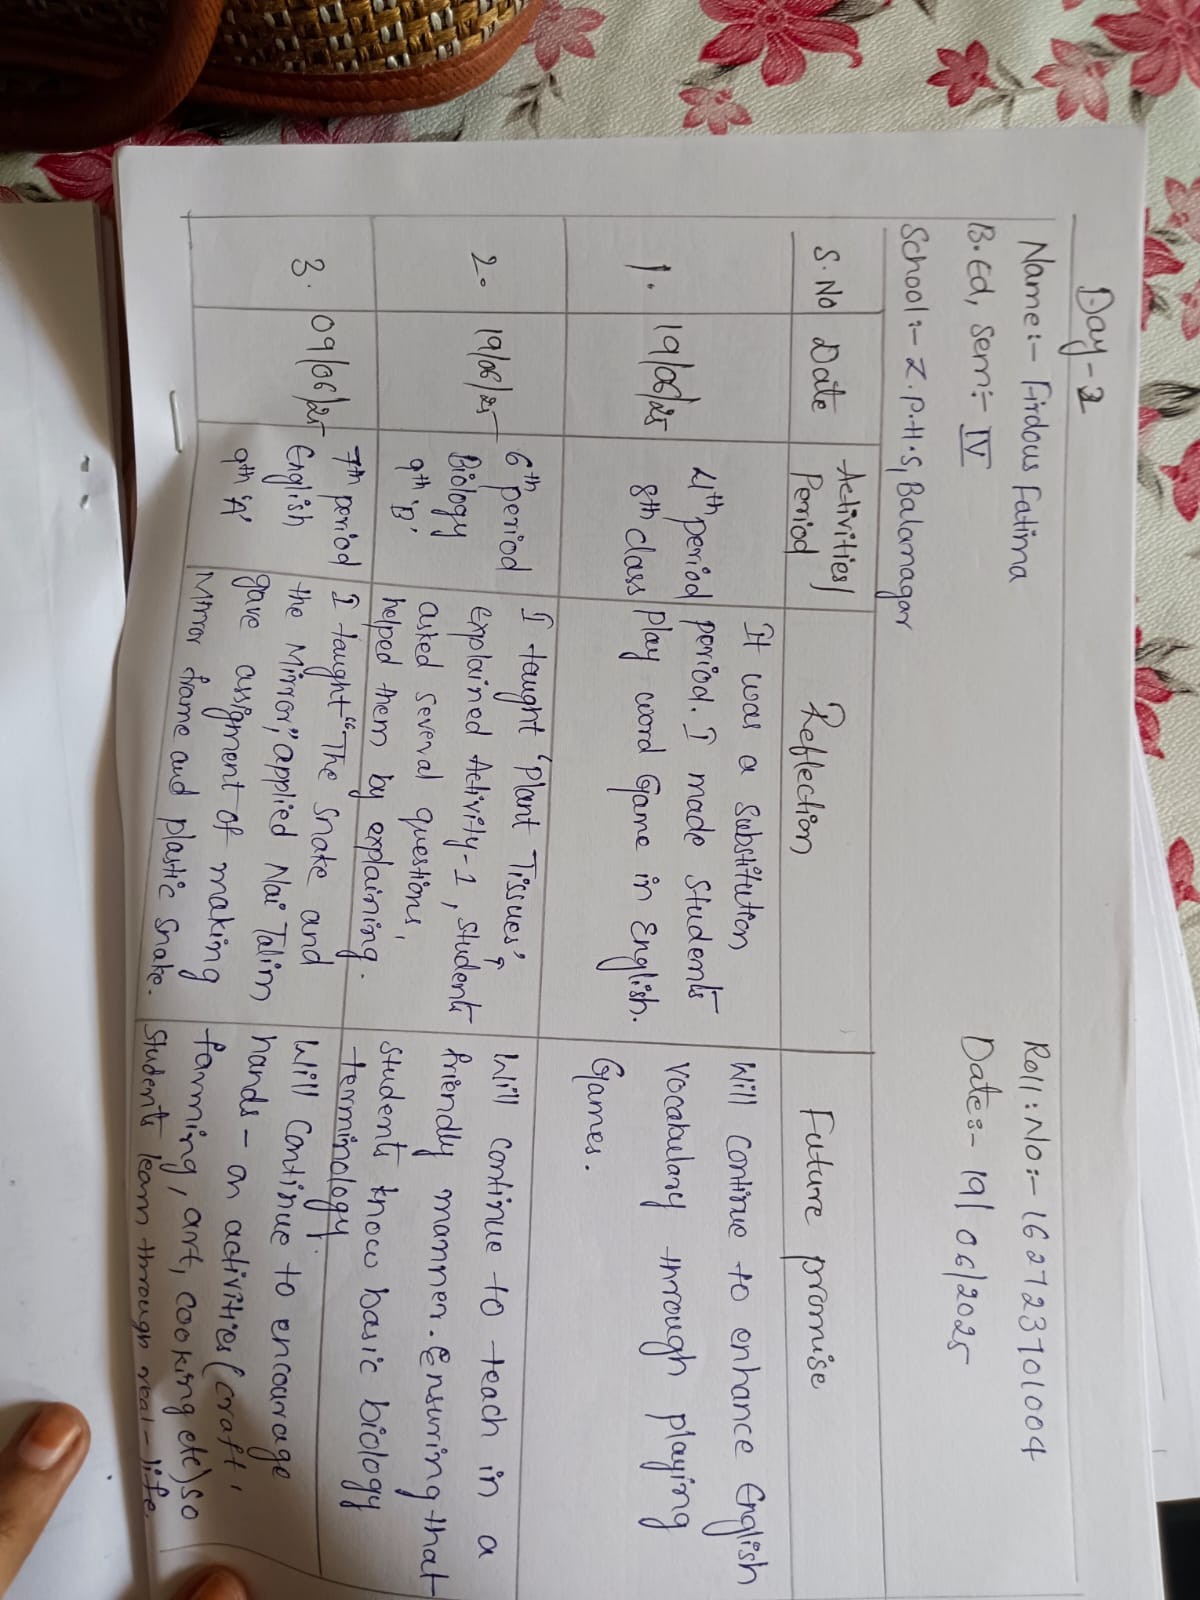 Day-2
Name:- Firdous Fatima
Roll:No:- 162723701004
B.Ed, Sem:- IV
Date:- 19/06/2025
School:- Z.P.H.S, Balanagar
S.No
Date
Activities/
Period
Reflection
Future promise
1.
19/06/25
4th period
8th class
It was a substitution
period. I made students
play word Game in English.
Will continue to enhance English
vocabulary through playing
Games.
2.
19/06/25
6th period
Biology
9th 'B'
I taught 'Plant Tissues',
explained Activity-1, students
asked several questions,
helped them by explaining.
Will continue to teach in a
friendly manner. Ensuring that
students know basic biology
terminology.
3.
09/06/25
7th period
English
9th 'A'
I taught "The Snake and
the Mirror," applied Nai Talim
gave assigment of making
Mirror frame and plastic snake.
Will continue to encourage
hands-on activities (craft,
farming, art, cooking etc) so
students learn through real-life